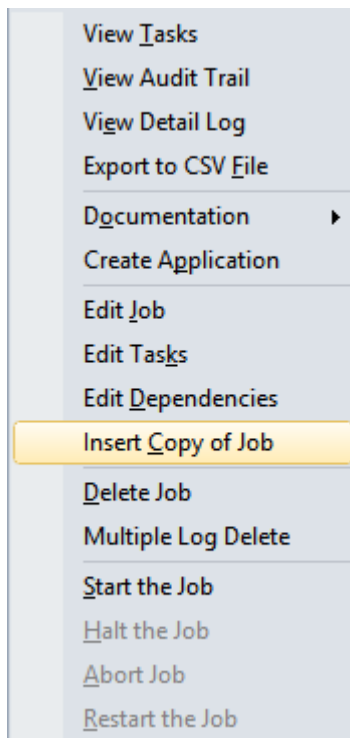 View Tasks
View Audit Trail
View Detail Log
Export to CSV File
Documentation
Create Application
Edit Job
Edit Tasks
Edit Dependencies
Insert Copy of Job
Delete Job
Multiple Log Delete
Start the Job
Halt the Job
Abort Job
Restart the Job